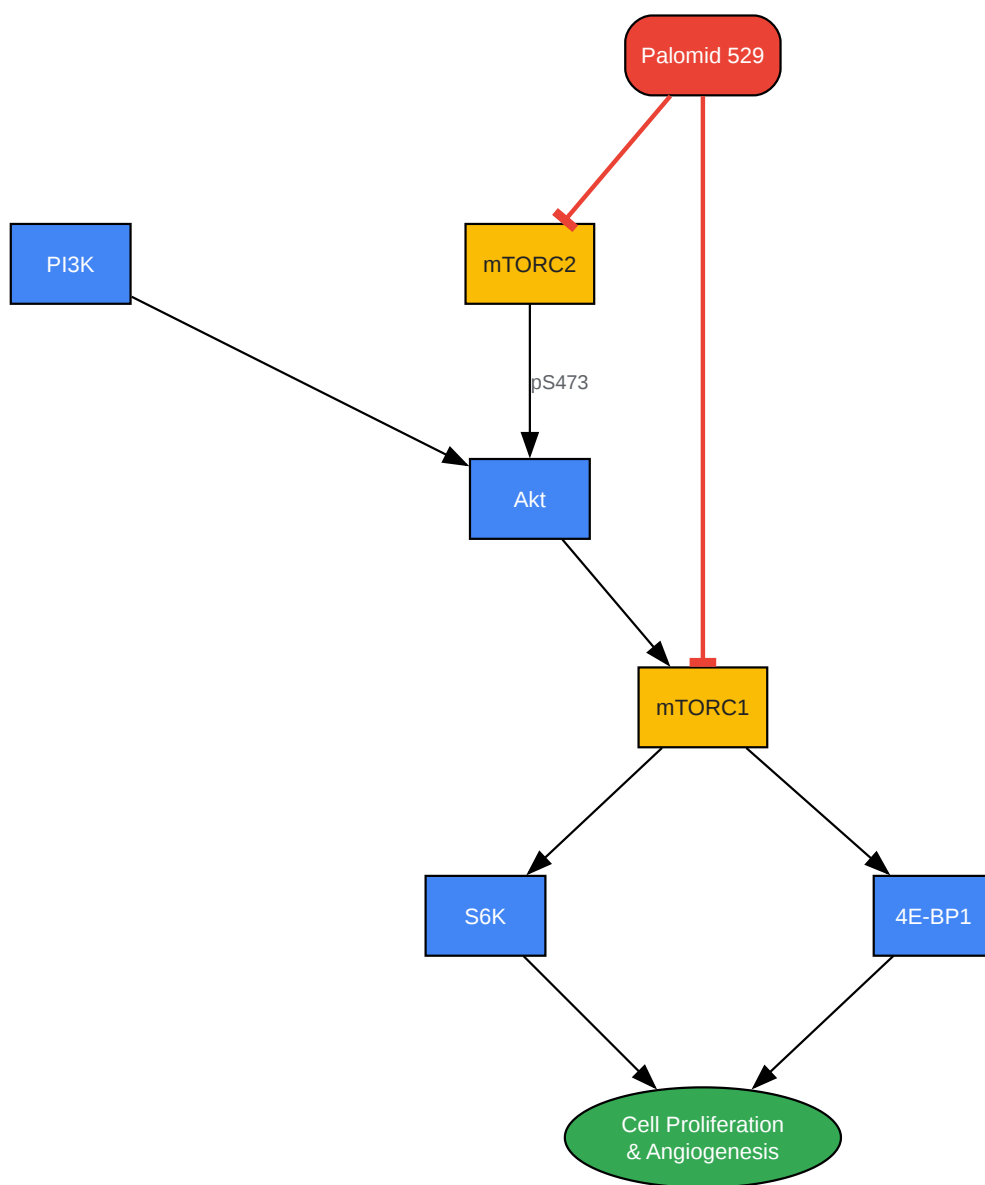 Palomid 529
PI3K
mTORC2
pS473
Akt
mTORC1
S6K
4E-BP1
Cell Proliferation
& Angiogenesis